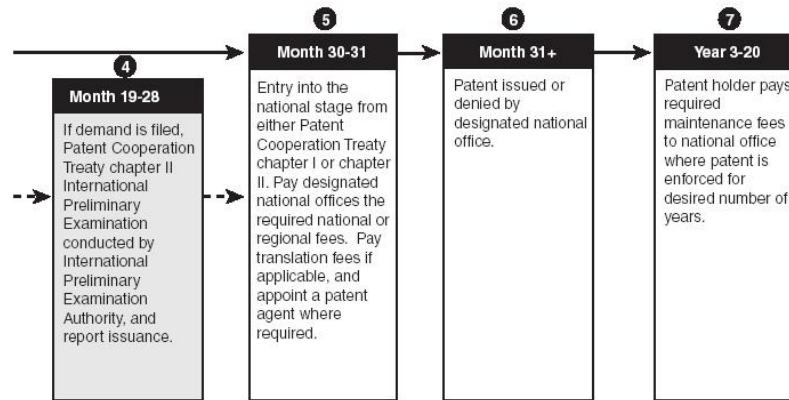 4
Month 19-28
If demand is filed,
Patent Cooperation
Treaty chapter II
International
Preliminary
Examination
conducted by
International
Preliminary
Examination
Authority, and
report issuance.
5
Month 30-31
Entry into the
national stage from
either Patent
Cooperation Treaty
chapter I or chapter
II. Pay designated
national offices the
required national or
regional fees. Pay
translation fees if
applicable, and
appoint a patent
agent where
required.
6
Month 31+
Patent issued or
denied by
designated national
office.
7
Year 3-20
Patent holder pays
required
maintenance fees
to national office
where patent is
enforced for
desired number of
years.